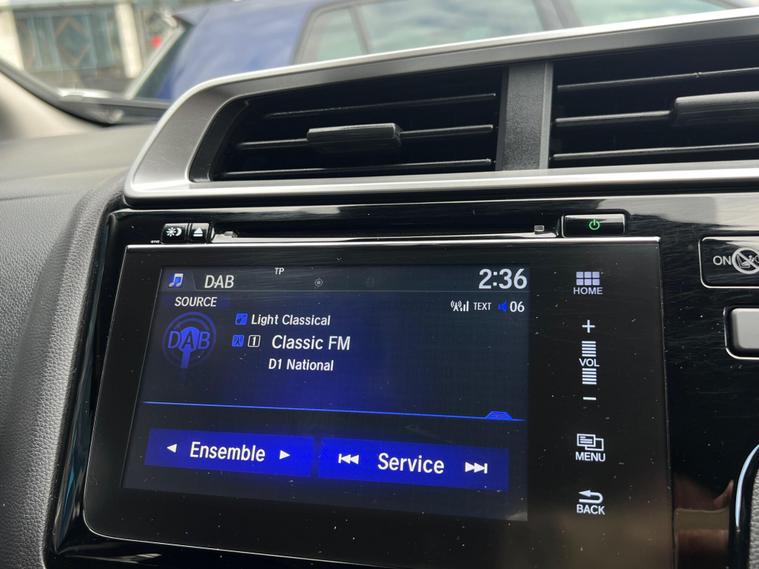 DAB
TP
2:36
SOURCE
TEXT
06
Light Classical
DAB
1 Classic FM
D1 National
Ensemble
Service
HOME
+
VOL
−
MENU
BACK
ON